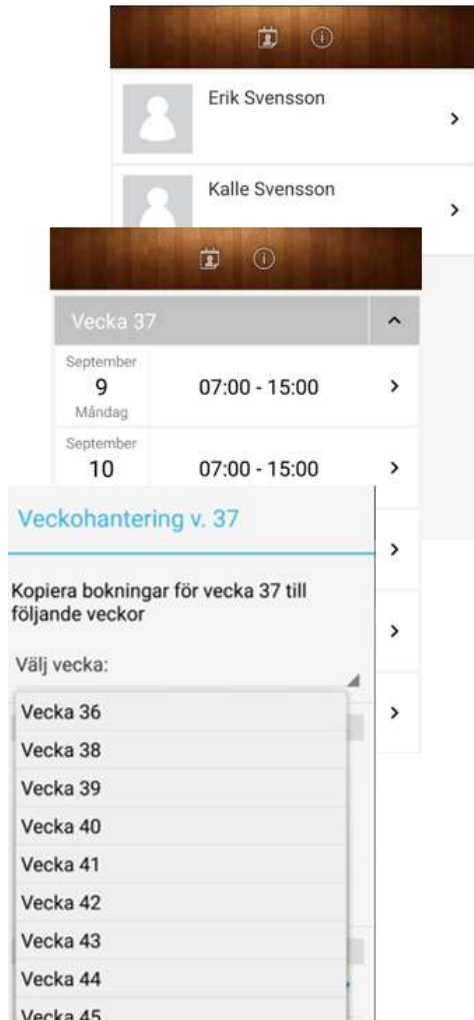 Erik Svensson
Kalle Svensson
Vecka 37
September
9
Måndag
07:00 - 15:00
September
10
07:00 - 15:00
Veckohantering v. 37
Kopiera bokningar för vecka 37 till
följande veckor
Välj vecka:
Vecka 36
Vecka 38
Vecka 39
Vecka 40
Vecka 41
Vecka 42
Vecka 43
Vecka 44
Vecka 45